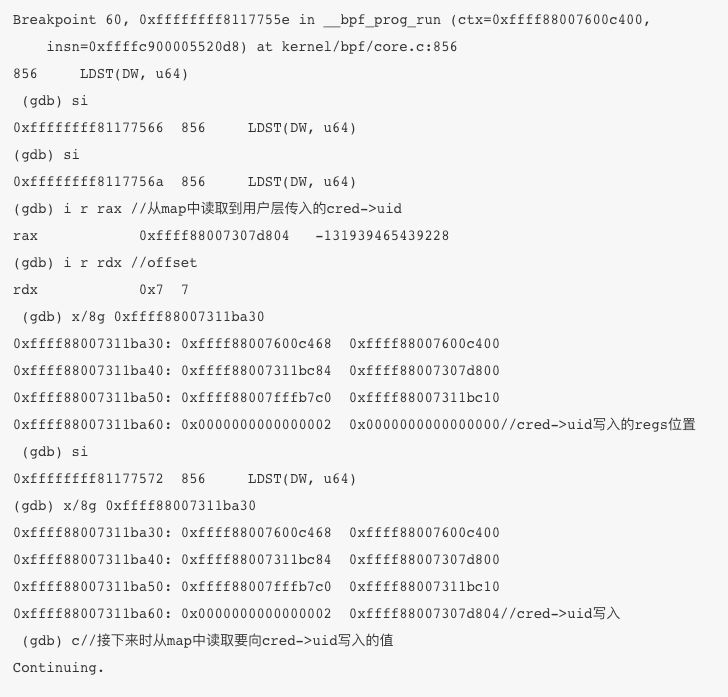 Breakpoint 60, 0xffffffff8117755e in __bpf_prog_run (ctx=0xffff88007600c400,
    insn=0xffffc900005520d8) at kernel/bpf/core.c:856
856     LDST(DW, u64)
 (gdb) si
0xffffffff81177566  856     LDST(DW, u64)
(gdb) si
0xffffffff8117756a  856     LDST(DW, u64)
(gdb) i r rax //从map中读取到用户层传入的cred->uid
rax            0xffff88007307d804   -131939465439228
(gdb) i r rdx //offset
rdx            0x7  7
 (gdb) x/8g 0xffff88007311ba30
0xffff88007311ba30: 0xffff88007600c468  0xffff88007600c400
0xffff88007311ba40: 0xffff88007311bc84  0xffff88007307d800
0xffff88007311ba50: 0xffff88007fffb7c0  0xffff88007311bc10
0xffff88007311ba60: 0x0000000000000002  0x0000000000000000//cred->uid写入的regs位置
 (gdb) si
0xffffffff81177572  856     LDST(DW, u64)
(gdb) x/8g 0xffff88007311ba30
0xffff88007311ba30: 0xffff88007600c468  0xffff88007600c400
0xffff88007311ba40: 0xffff88007311bc84  0xffff88007307d800
0xffff88007311ba50: 0xffff88007fffb7c0  0xffff88007311bc10
0xffff88007311ba60: 0x0000000000000002  0xffff88007307d804//cred->uid写入
 (gdb) c//接下来时从map中读取要向cred->uid写入的值
Continuing.